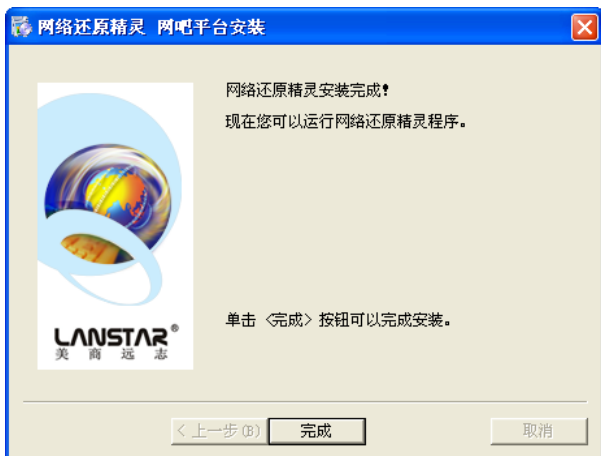 网络还原精灵 网吧平台安装
网络还原精灵安装完成!
现在您可以运行网络还原精灵程序。
单击 <完成> 按钮可以完成安装。
LANSTAR®
美商远志
< 上一步(B)
完成
取消